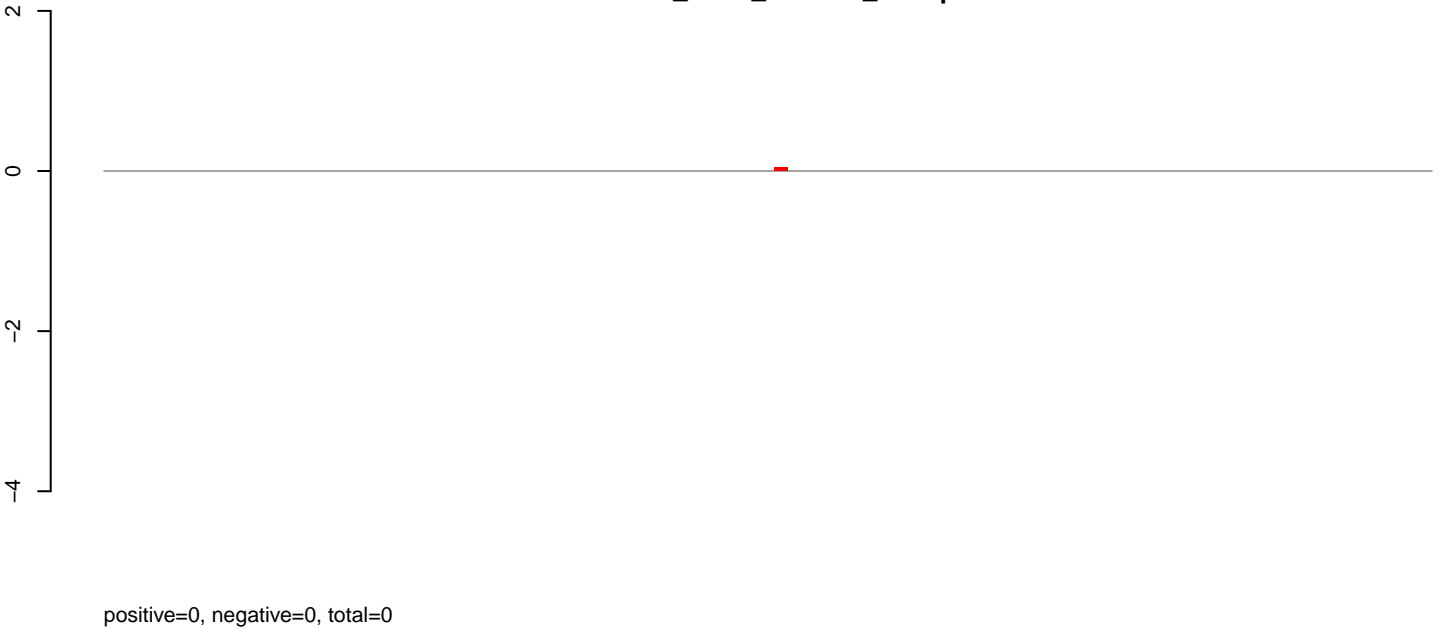 2
0
−2
−4
positive=0, negative=0, total=0